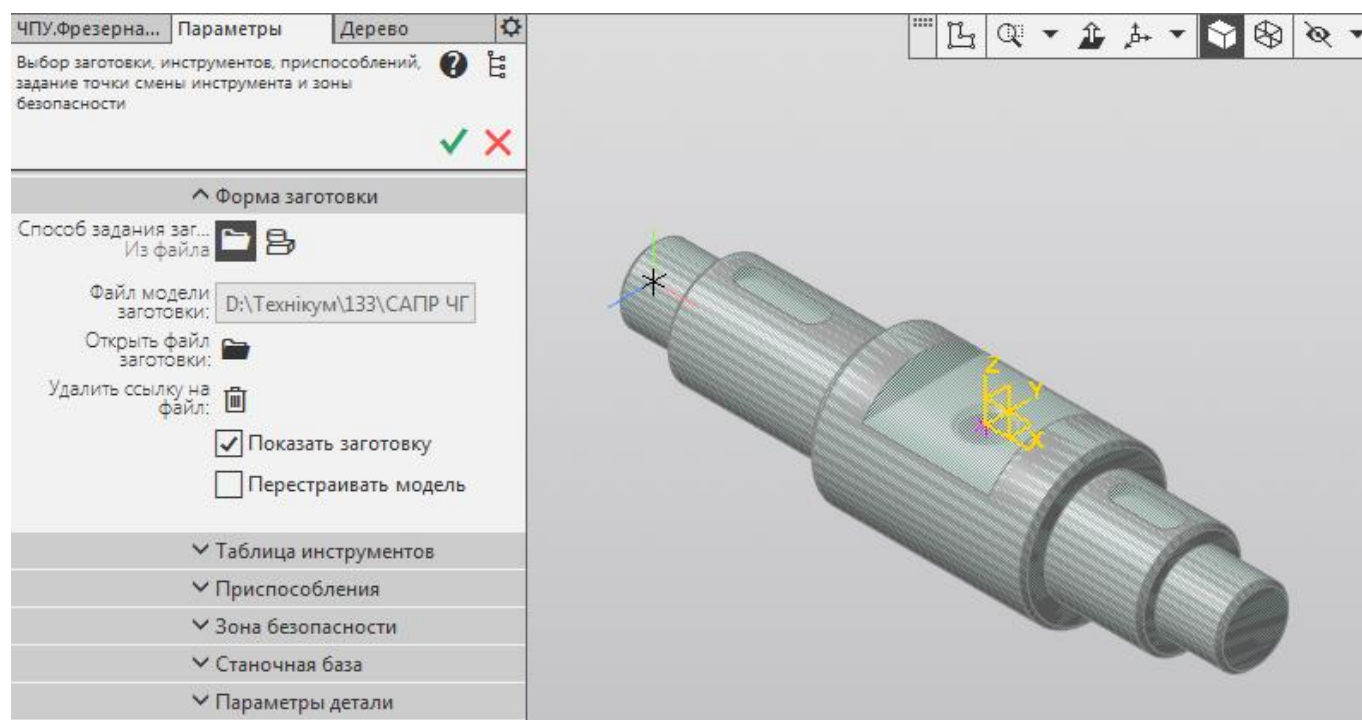 ЧПУ.Фрезерна... Параметры Дерево
Выбор заготовки, инструментов, приспособлений,
задание точки смены инструмента и зоны
безопасности
Форма заготовки
Способ задания заг...
Из файла
Файл модели
заготовки:
D:\Технікум\133\САПР ЧГ
Открыть файл
заготовки:
Удалить ссылку на
файл:
Показать заготовку
Перестраивать модель
Таблица инструментов
Приспособления
Зона безопасности
Станочная база
Параметры детали
Z
Y
X